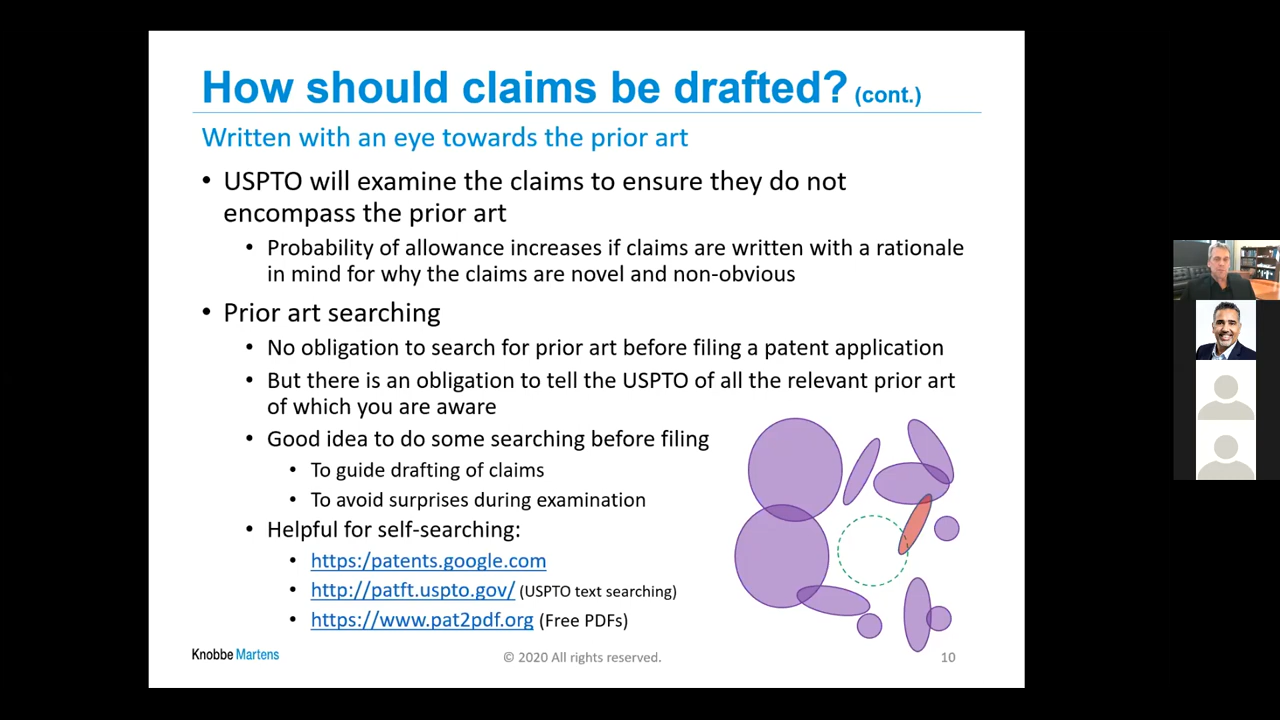 How should claims be drafted? (cont.)
Written with an eye towards the prior art
• USPTO will examine the claims to ensure they do not
encompass the prior art
• Probability of allowance increases if claims are written with a rationale
in mind for why the claims are novel and non-obvious
• Prior art searching
• No obligation to search for prior art before filing a patent application
• But there is an obligation to tell the USPTO of all the relevant prior art
of which you are aware
• Good idea to do some searching before filing
• To guide drafting of claims
• To avoid surprises during examination
• Helpful for self-searching:
• https:/patents.google.com
• http://patft.uspto.gov/ (USPTO text searching)
• https://www.pat2pdf.org (Free PDFs)
Knobbe Martens
© 2020 All rights reserved.
10